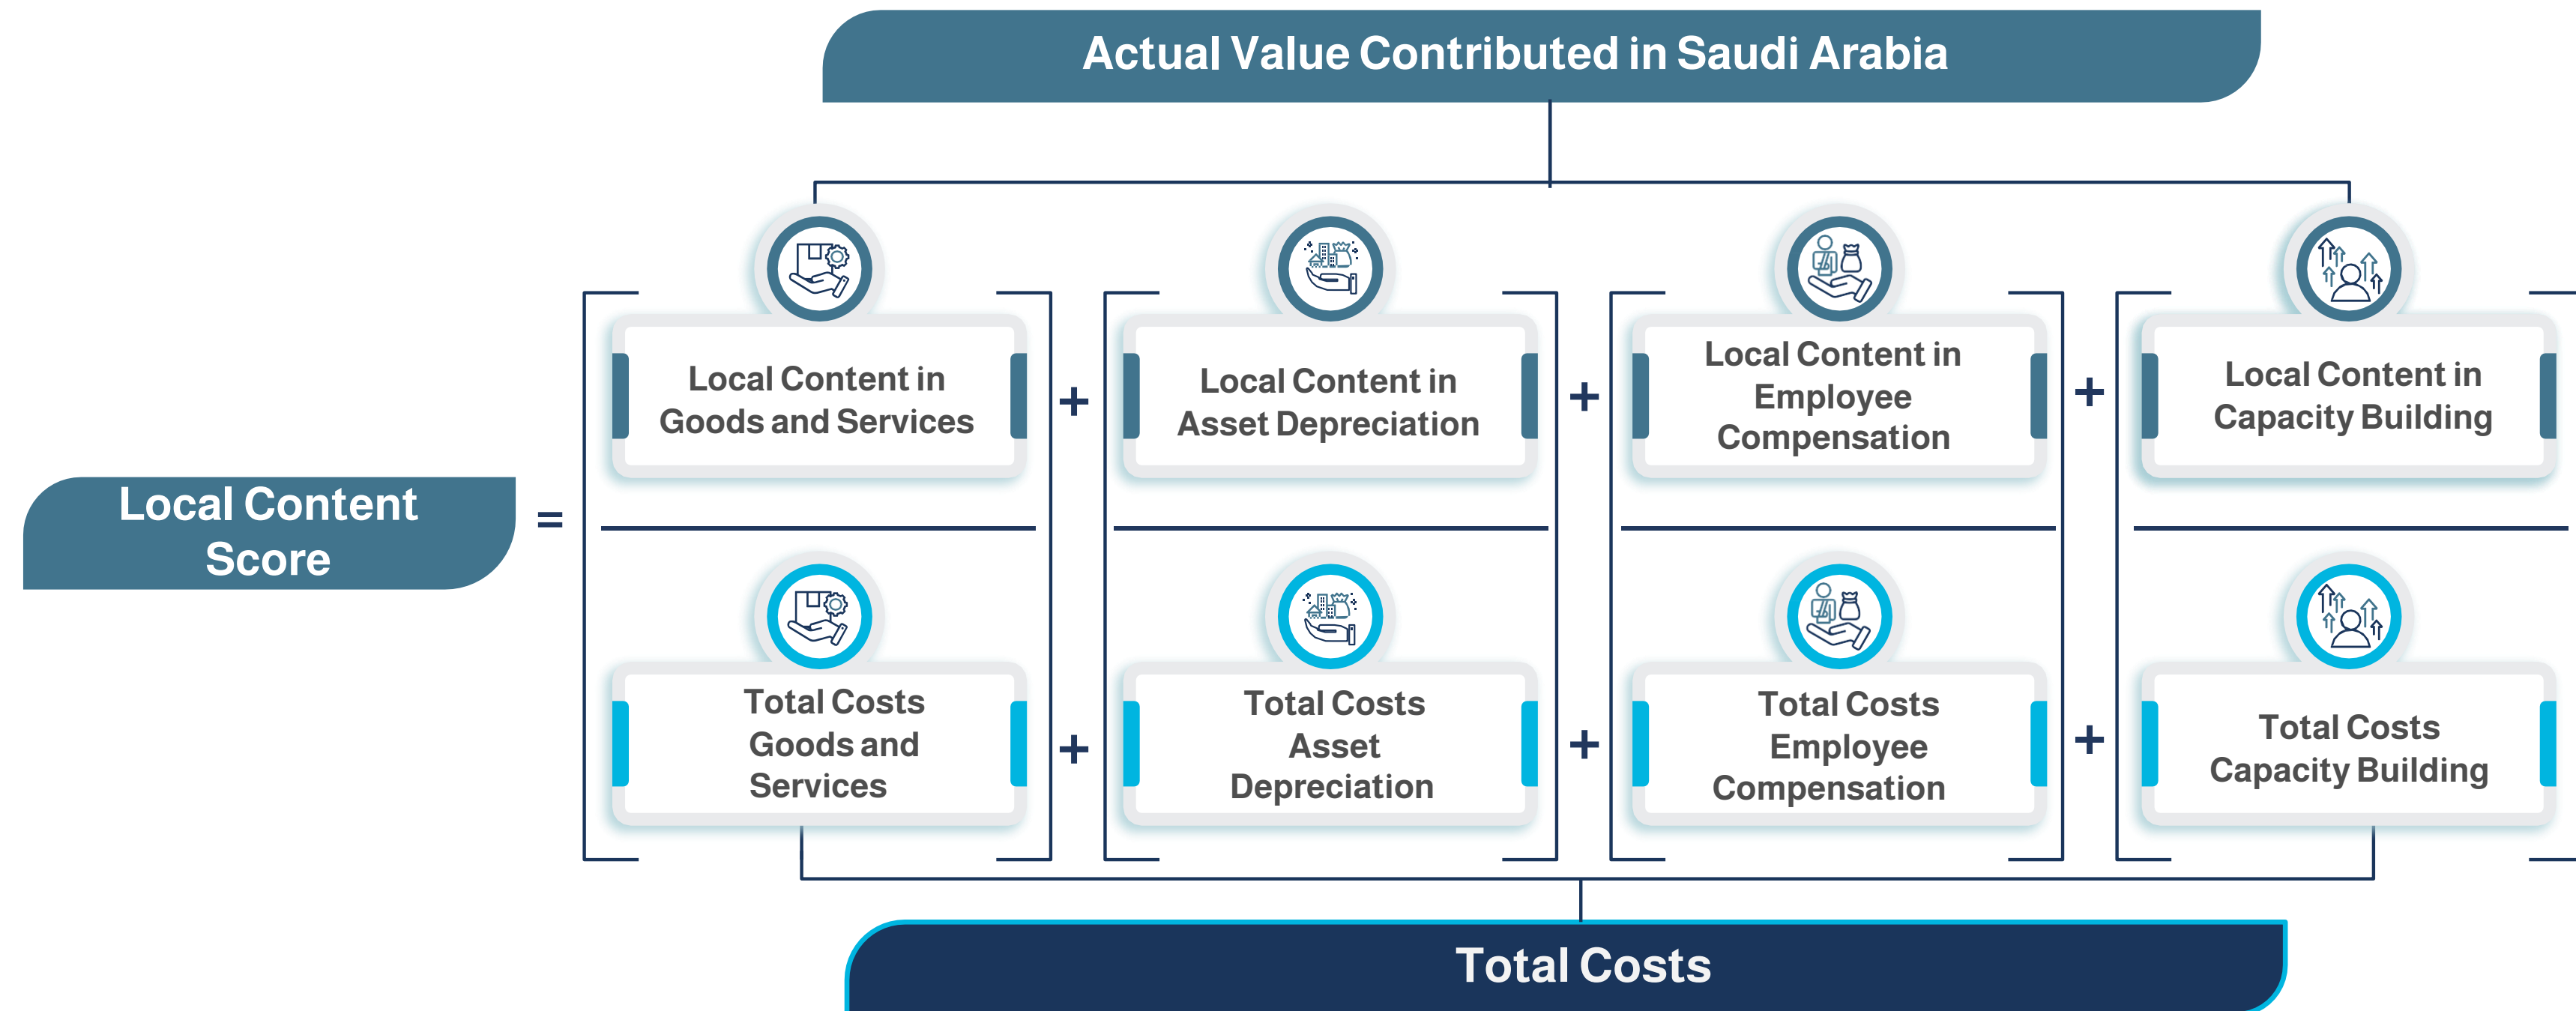 Actual Value Contributed in Saudi Arabia
Local Content in
Goods and Services
+
Local Content in
Asset Depreciation
+
Local Content in
Employee
Compensation
+
Local Content in
Capacity Building
Local Content
Score
=
Total Costs
Goods and
Services
+
Total Costs
Asset
Depreciation
+
Total Costs
Employee
Compensation
+
Total Costs
Capacity Building
Total Costs